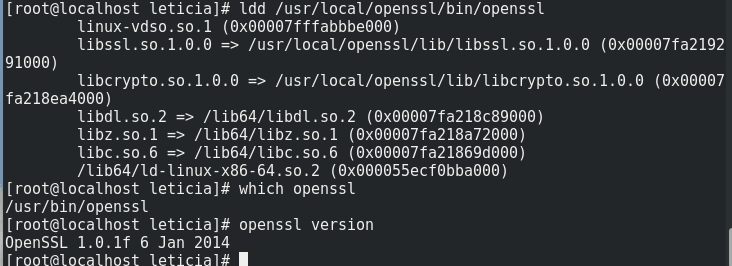 [root@localhost leticia]# ldd /usr/local/openssl/bin/openssl
linux-vdso.so.1 (0x00007fffabbbe000)
libssl.so.1.0.0 => /usr/local/openssl/lib/libssl.so.1.0.0 (0x00007fa2192
91000)
libcrypto.so.1.0.0 => /usr/local/openssl/lib/libcrypto.so.1.0.0 (0x00007
fa218ea4000)
libdl.so.2 => /lib64/libdl.so.2 (0x00007fa218c89000)
libz.so.1 => /lib64/libz.so.1 (0x00007fa218a72000)
libc.so.6 => /lib64/libc.so.6 (0x00007fa21869d000)
/lib64/ld-linux-x86-64.so.2 (0x000055ecf0bba000)
[root@localhost leticia]# which openssl
/usr/bin/openssl
[root@localhost leticia]# openssl version
OpenSSL 1.0.1f 6 Jan 2014
[root@localhost leticia]#